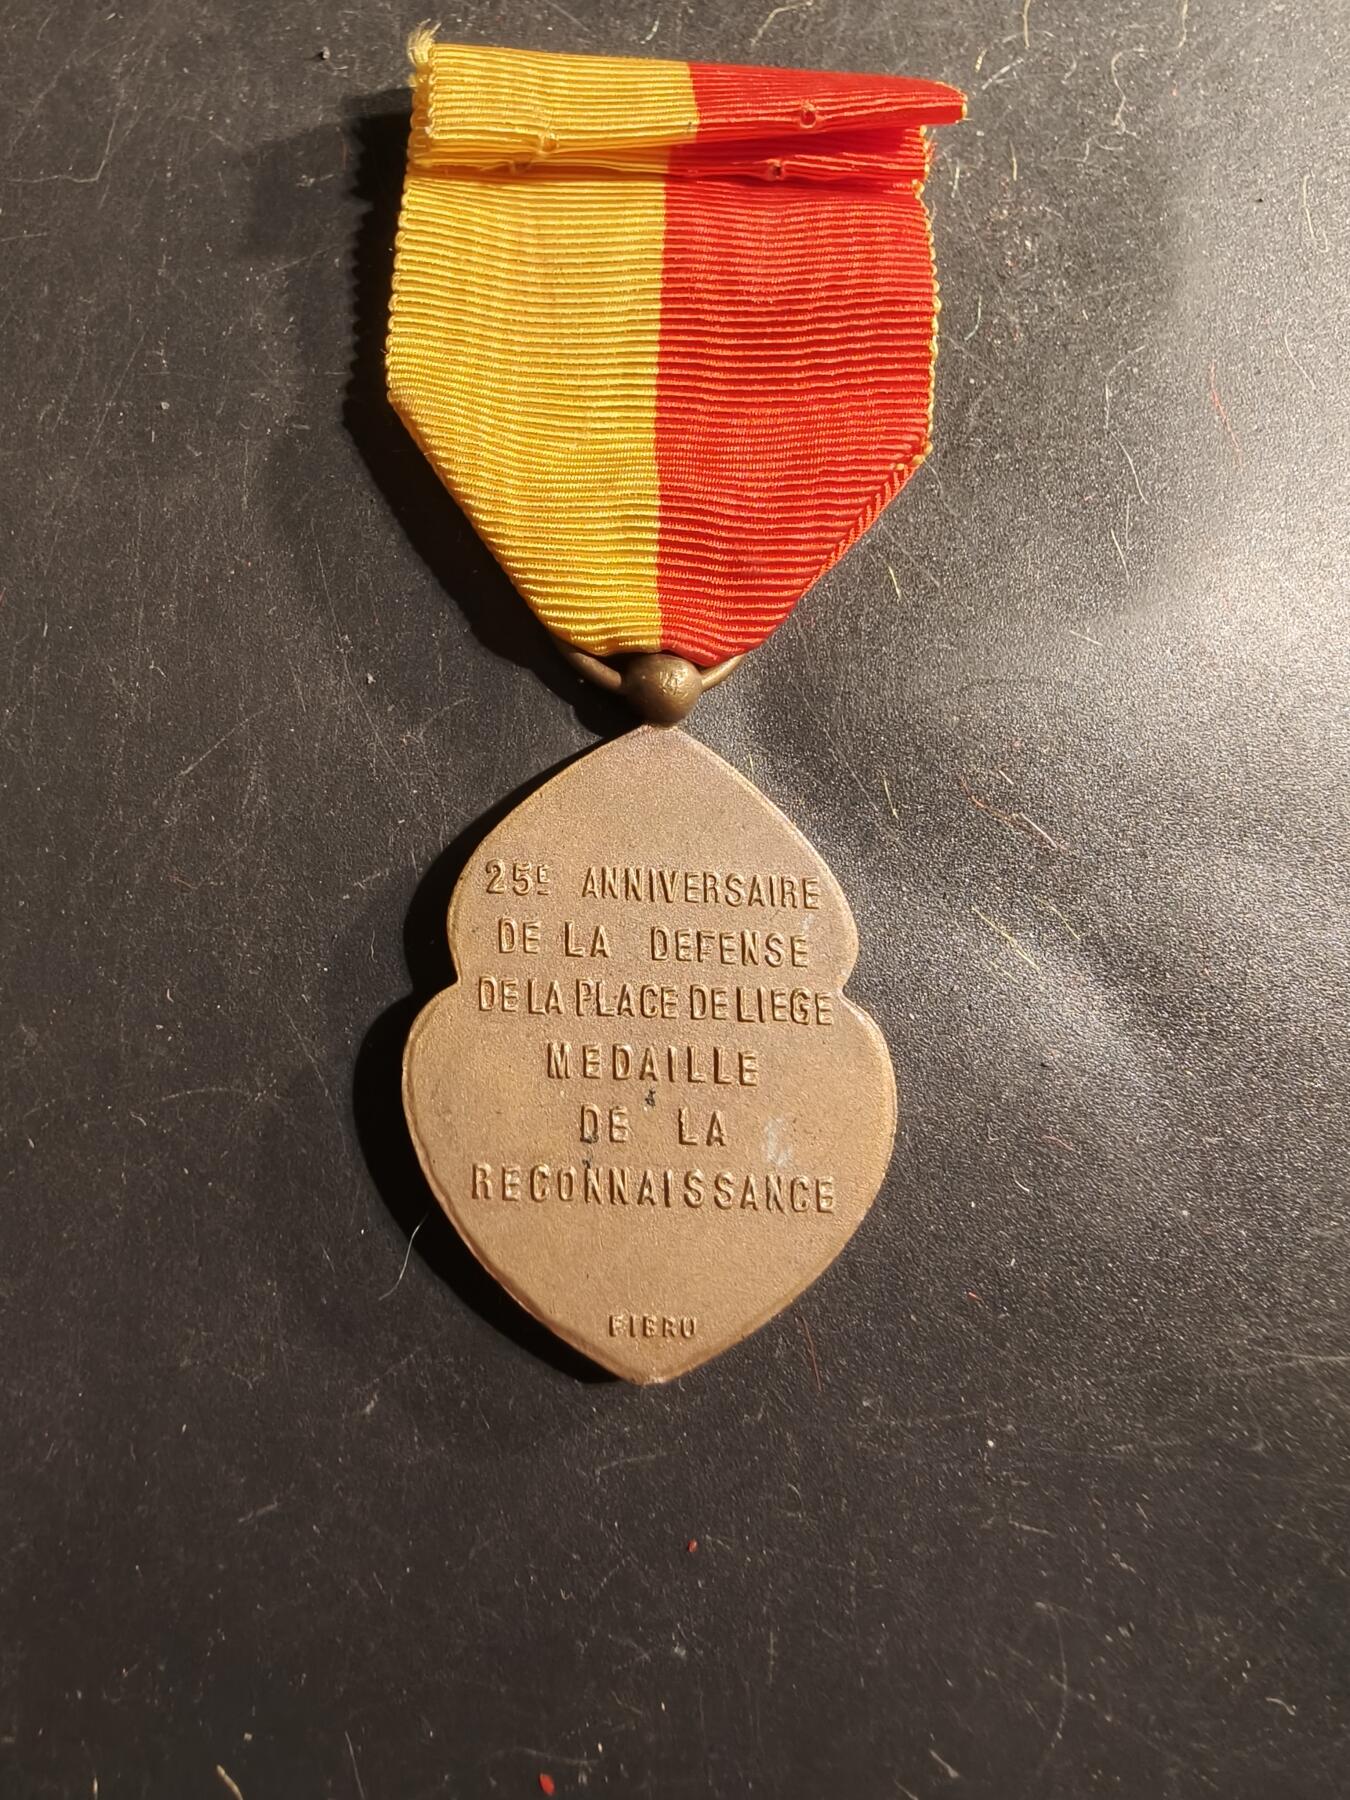 25E ANNIVERSAIRE
DE LA DEFENSE
DE LA PLACE DE LIEGE
MEDAILLE
DE LA
RECONNAISSANCE
FIBRU